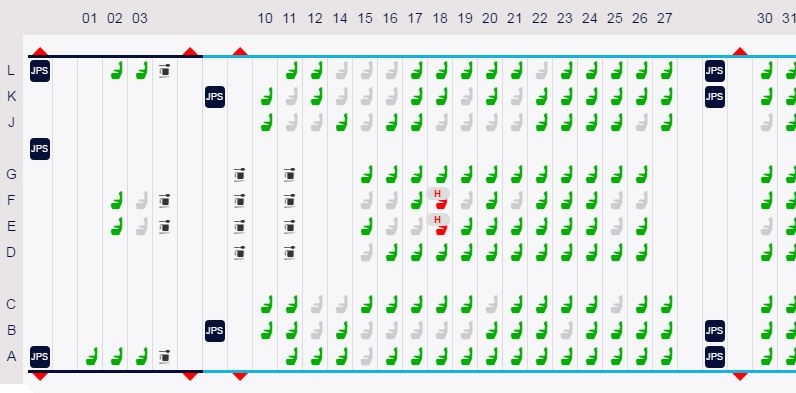 01 02 03 10 11 12 14 15 16 17 18 19 20 21 22 23 24 25 26 27 30 31
L JPS
K JPS JPS
J
JPS
G
F H
E H
D
C
B JPS JPS
A JPS JPS